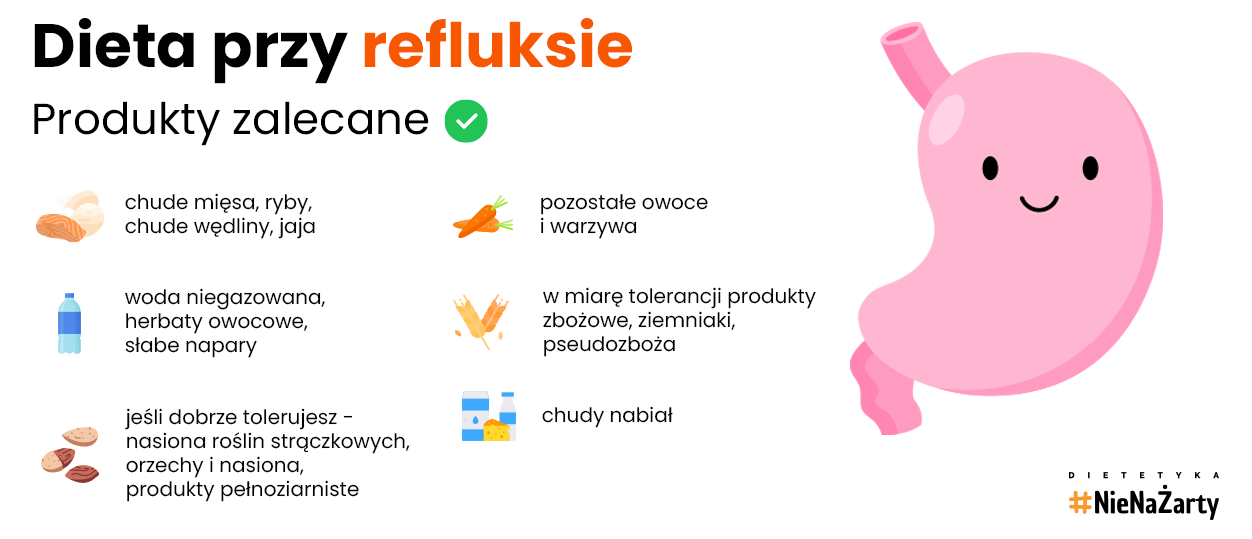 Dieta przy refluksie
Produkty zalecane
chude mięsa, ryby,
chude wędliny, jaja
woda niegazowana,
herbaty owocowe,
słabe napary
jeśli dobrze tolerujesz -
nasiona roślin strączkowych,
orzechy i nasiona,
produkty pełnoziarniste
pozostałe owoce
i warzywa
w miarę tolerancji produkty
zbożowe, ziemniaki,
pseudozboża
chudy nabiał
DIETETYKA
#NieNaŻarty